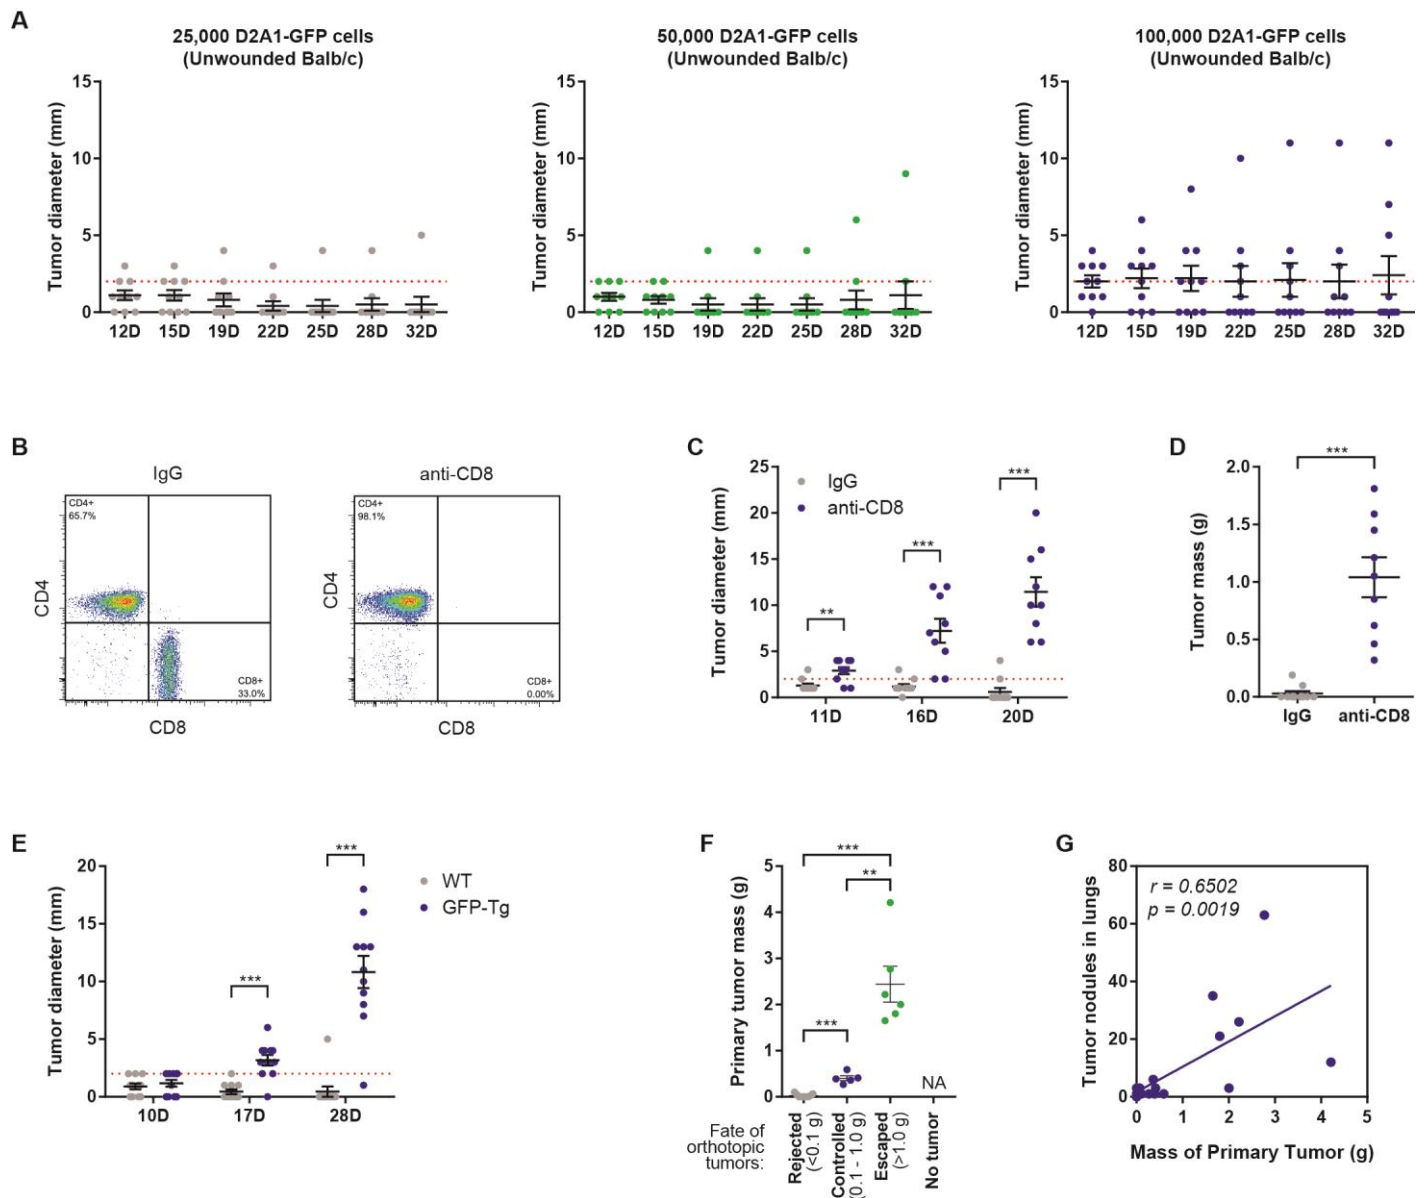 A
25,000 D2A1-GFP cells
(Unwounded Balb/c)
Tumor diameter (mm)
15
10
5
0
12D 15D 19D 22D 25D 28D 32D
50,000 D2A1-GFP cells
(Unwounded Balb/c)
Tumor diameter (mm)
15
10
5
0
12D 15D 19D 22D 25D 28D 32D
100,000 D2A1-GFP cells
(Unwounded Balb/c)
Tumor diameter (mm)
15
10
5
0
12D 15D 19D 22D 25D 28D 32D
B
IgG
CD4+
65.7%
CD4
CD8+
33.0%
CD8
anti-CD8
CD4+
98.1%
CD4
CD8+
0.00%
CD8
C
Tumor diameter (mm)
25
20
15
10
5
0
IgG
anti-CD8
**
***
***
11D 16D 20D
D
Tumor mass (g)
2.0
1.5
1.0
0.5
0.0
***
IgG anti-CD8
E
Tumor diameter (mm)
20
15
10
5
0
***
***
WT
GFP-Tg
10D 17D 28D
F
Primary tumor mass (g)
5
4
3
2
1
0
***
**
***
NA
Fate of
orthotopic
tumors:
Rejected
(<0.1 g)
Controlled
(0.1 - 1.0 g)
Escaped
(>1.0 g)
No tumor
G
Tumor nodules in lungs
80
60
40
20
0
r = 0.6502
p = 0.0019
0 1 2 3 4 5
Mass of Primary Tumor (g)